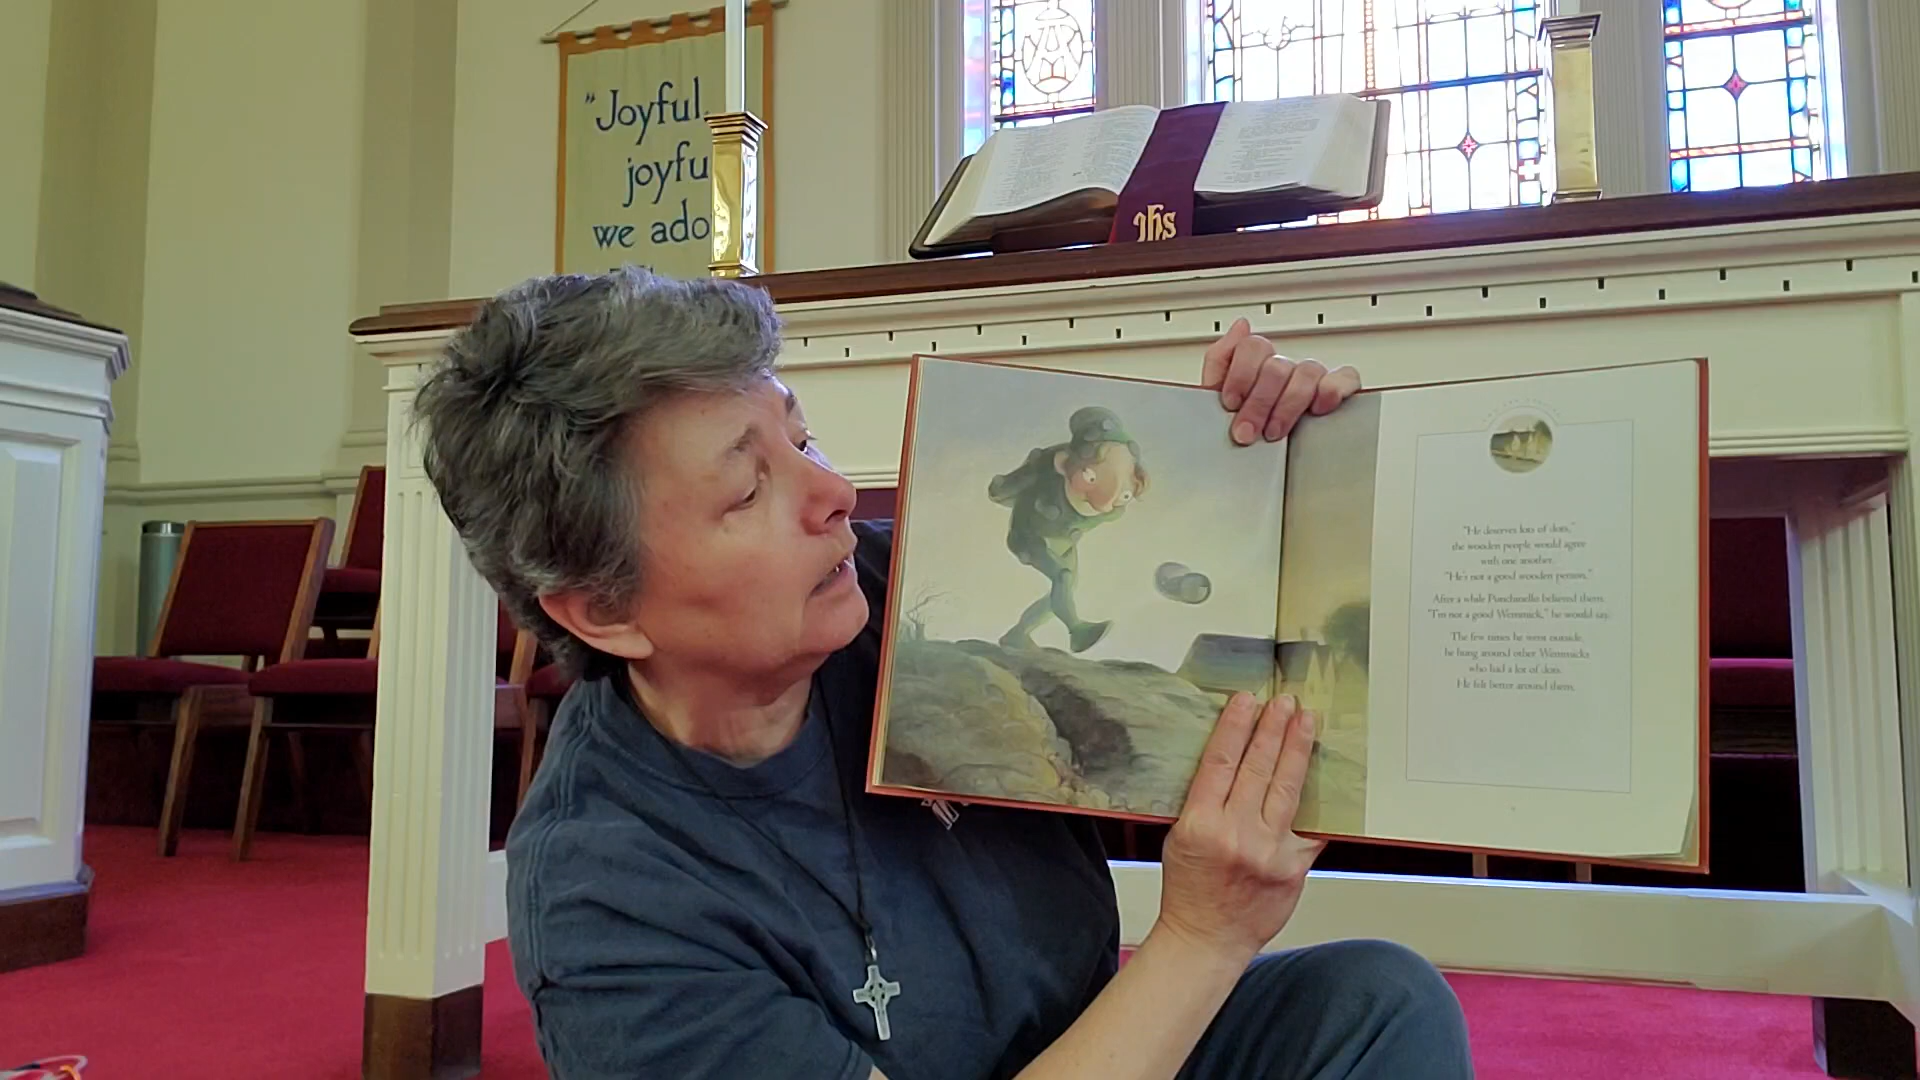 "Joyful,
joyfu
we ado
ihs
"He deserves lots of dots,"
the wooden people would agree
with one another.
"He's not a good wooden person."
After a while Punchinello believed them.
"I'm not a good Wemmick," he would say.
The few times he went outside,
he hung around other Wemmicks
who had a lot of dots.
He felt better around them.